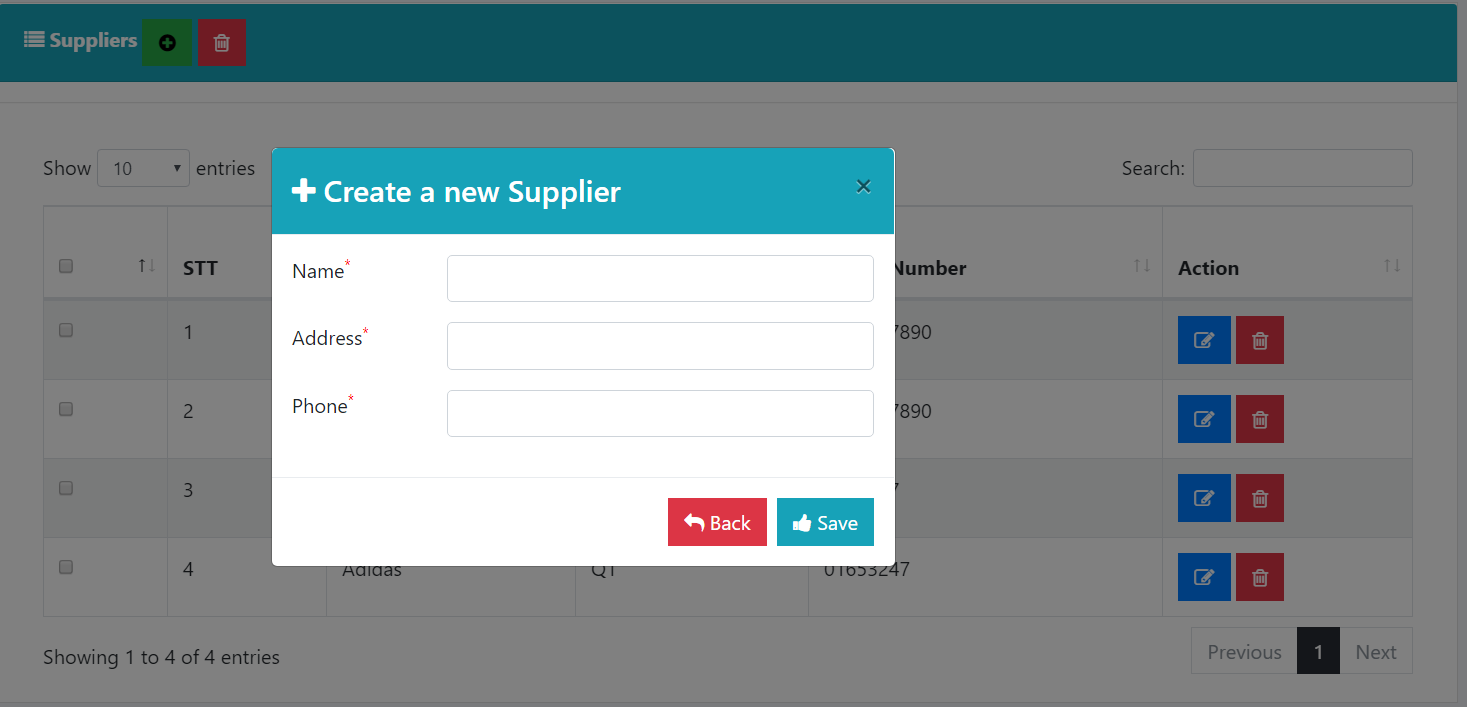 Suppliers
Show 10 entries
Search:
Create a new Supplier
×
STT Number Action
Name*
Address*
Phone*
1 7890
2 7890
3 7
4 Adidas Q1 01653247
Back Save
Showing 1 to 4 of 4 entries
Previous 1 Next